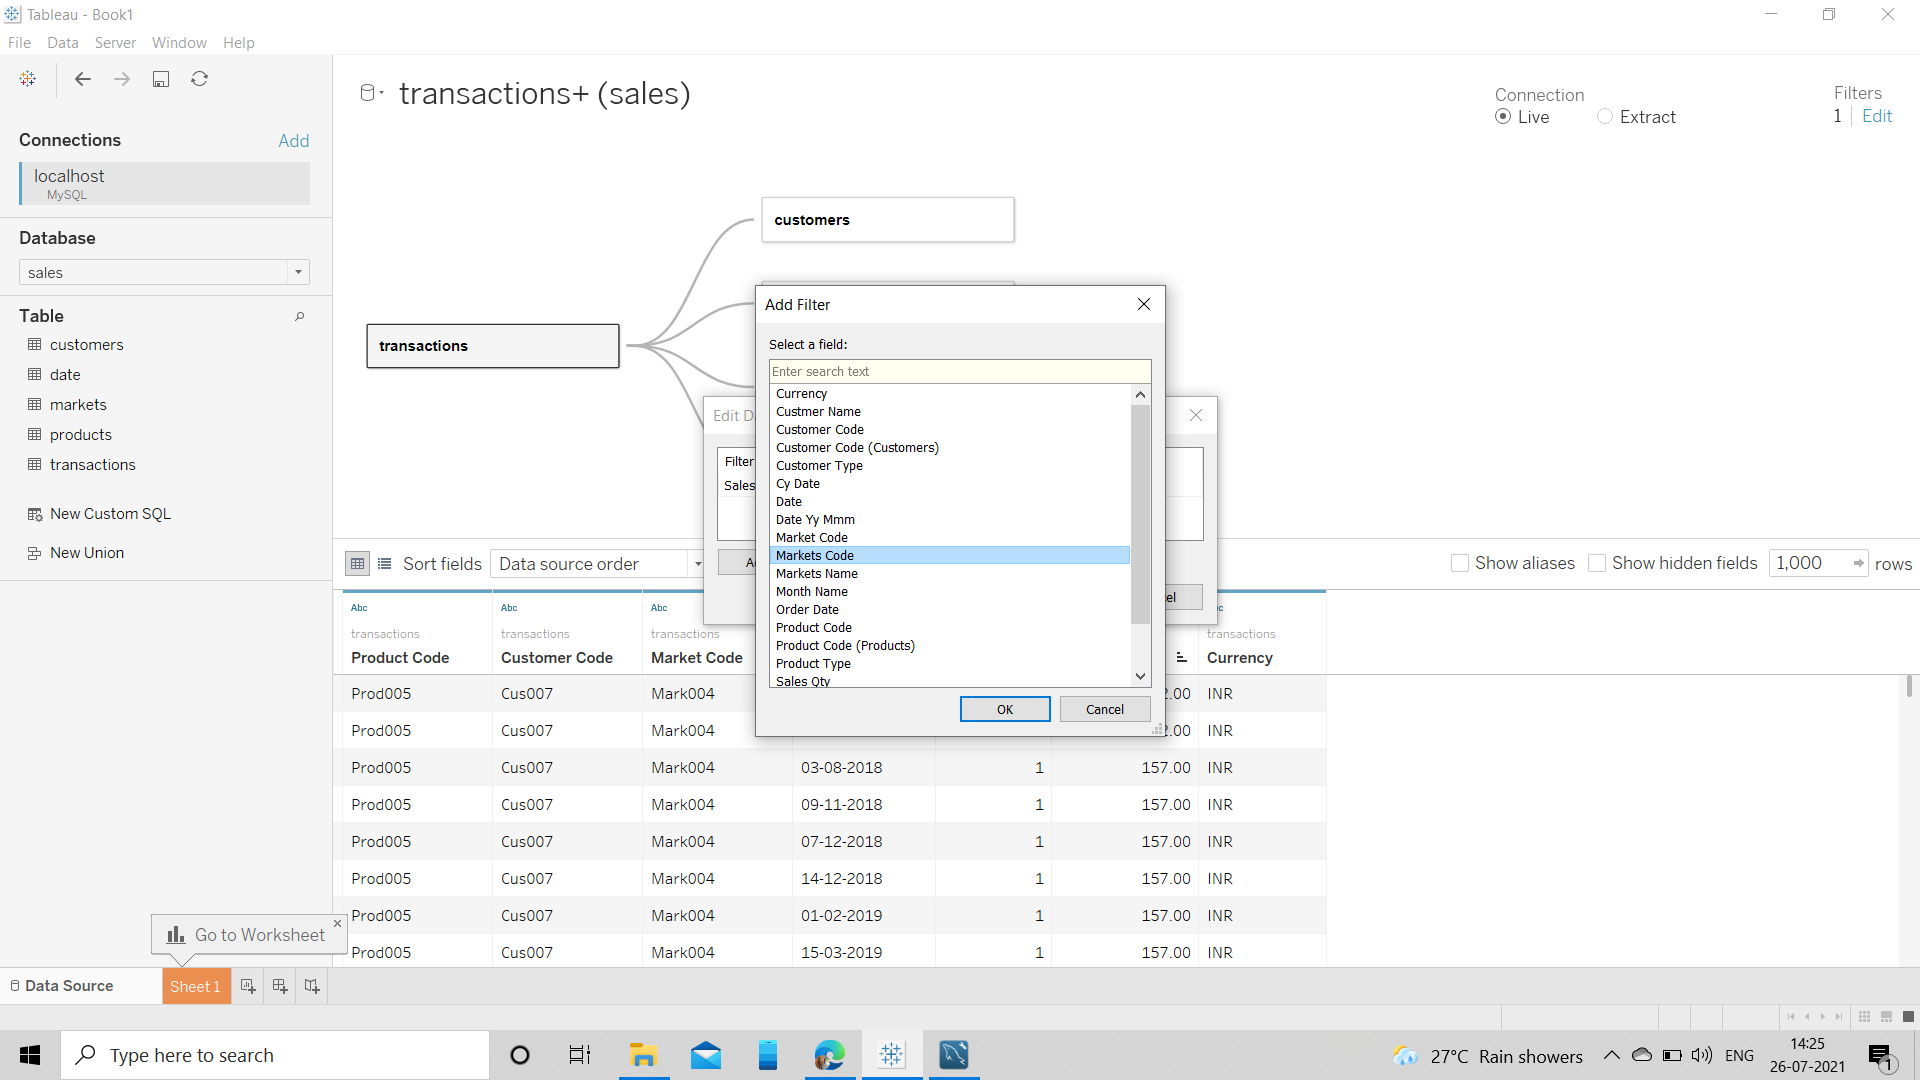 Tableau - Book1
File Data Server Window Help
transactions+ (sales)
Connection
Live Extract
Filters
1 Edit
Connections Add
localhost
MySQL
Database
sales
Table
customers
date
markets
products
transactions
New Custom SQL
New Union
customers
transactions
Edit D
Filter
Sales
Add Filter
Select a field:
Enter search text
Currency
Custmer Name
Customer Code
Customer Code (Customers)
Customer Type
Cy Date
Date
Date Yy Mmm
Market Code
Markets Code
Markets Name
Month Name
Order Date
Product Code
Product Code (Products)
Product Type
Sales Qty
OK Cancel
Sort fields Data source order
Show aliases Show hidden fields 1,000 rows
Abc Abc Abc
transactions transactions transactions transactions
Product Code Customer Code Market Code Currency
Prod005 Cus007 Mark004 INR
Prod005 Cus007 Mark004 .00 INR
Prod005 Cus007 Mark004 03-08-2018 1 157.00 INR
Prod005 Cus007 Mark004 09-11-2018 1 157.00 INR
Prod005 Cus007 Mark004 07-12-2018 1 157.00 INR
Prod005 Cus007 Mark004 14-12-2018 1 157.00 INR
Prod005 Cus007 Mark004 01-02-2019 1 157.00 INR
Prod005 Cus007 Mark004 15-03-2019 1 157.00 INR
Go to Worksheet
Data Source Sheet 1
Type here to search
27°C Rain showers ENG
14:25
26-07-2021
1